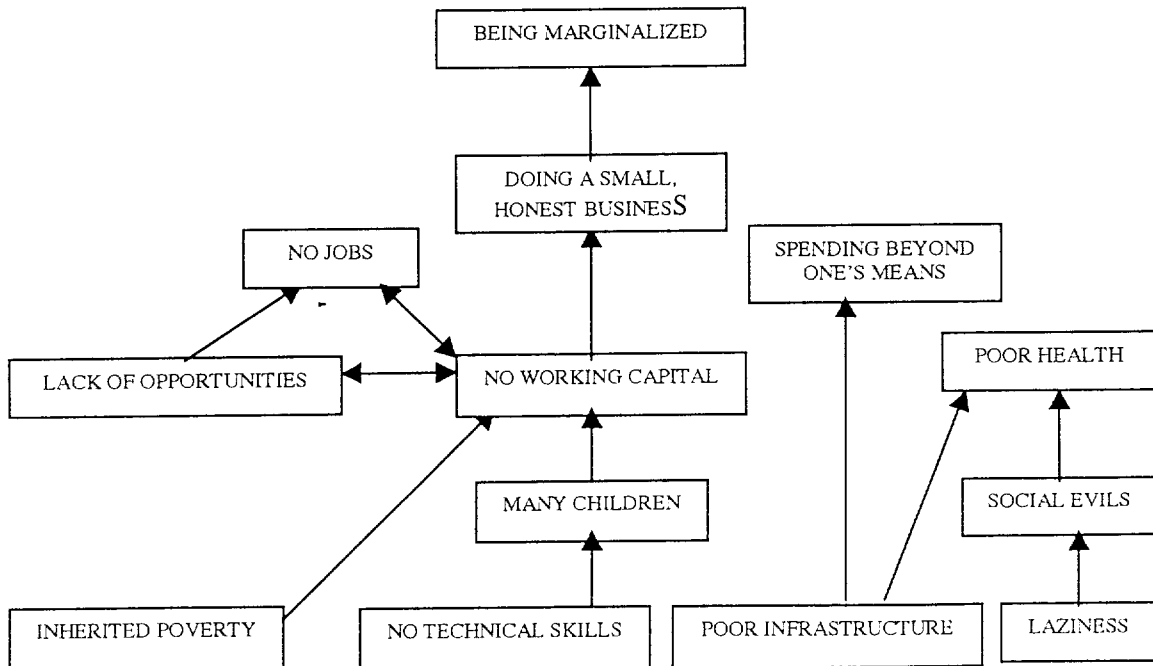 BEING MARGINALIZED
DOING A SMALL,
HONEST BUSINESS
NO JOBS
SPENDING BEYOND
ONE'S MEANS
POOR HEALTH
LACK OF OPPORTUNITIES
NO WORKING CAPITAL
MANY CHILDREN
SOCIAL EVILS
INHERITED POVERTY
NO TECHNICAL SKILLS
POOR INFRASTRUCTURE
LAZINESS